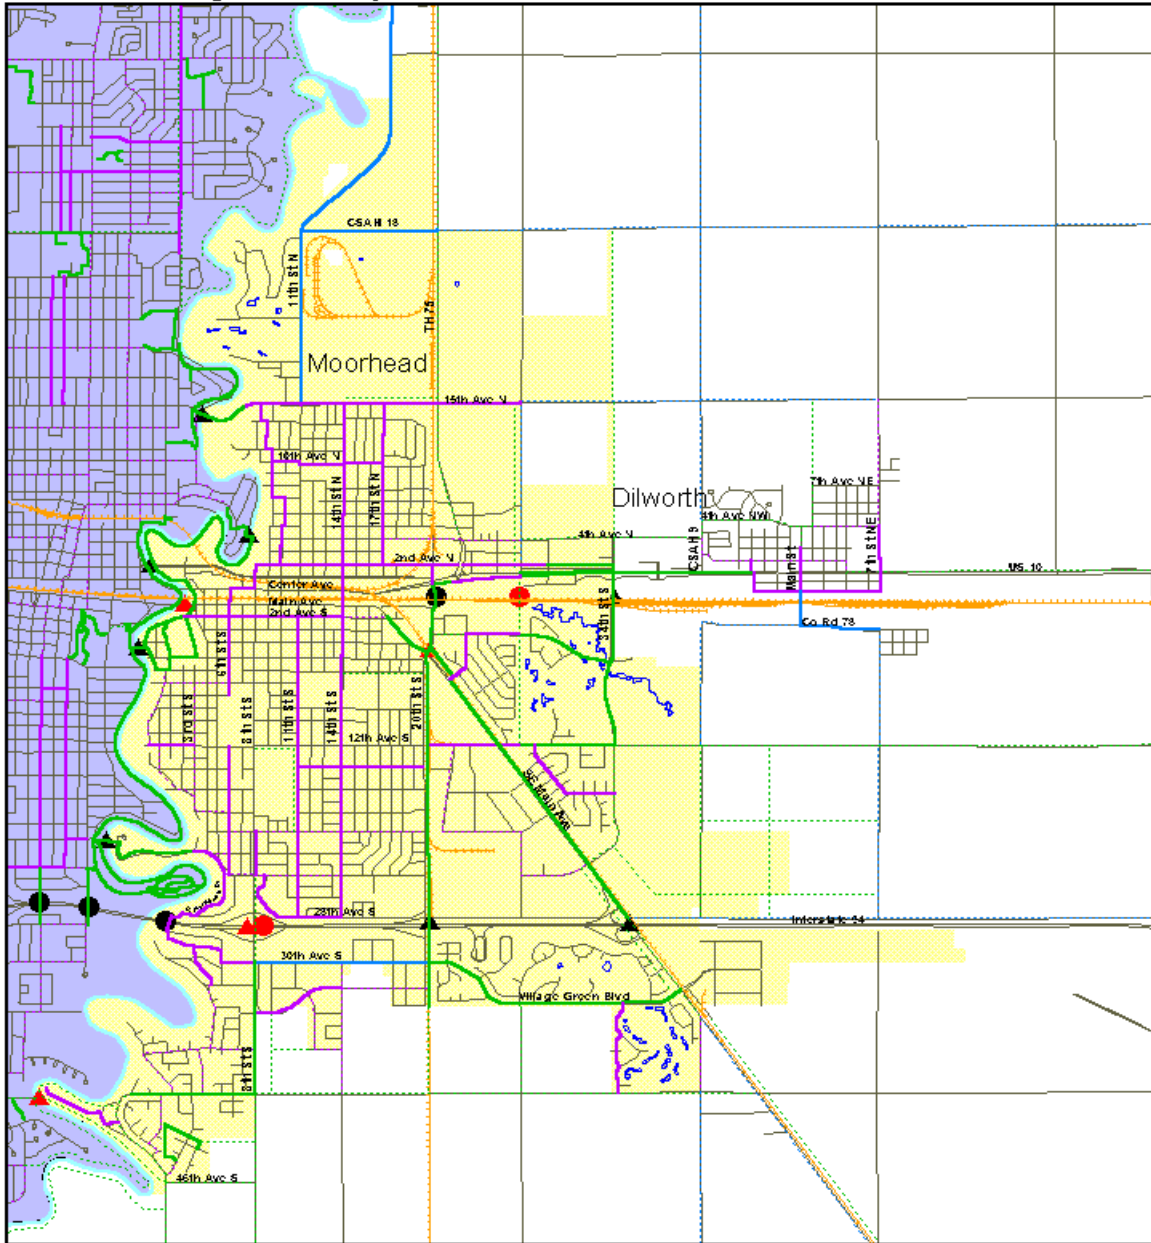 CSAH 18
11th St N
TH 75
Moorhead
15th Ave N
10th Ave N
14th St N
17th St N
Dilworth
7th Ave NE
4th Ave NW
4th Ave N
CSAH 9
Main St
7th St NE
2nd Ave N
US 10
Center Ave
Main Ave
2nd Ave S
34th St S
Co Rd 78
6th St S
3rd St S
8th St S
11th St S
14th St S
20th St S
12th Ave S
SE Main Ave
28th Ave S
Interstate 94
30th Ave S
Village Green Blvd
8th St S
46th Ave S